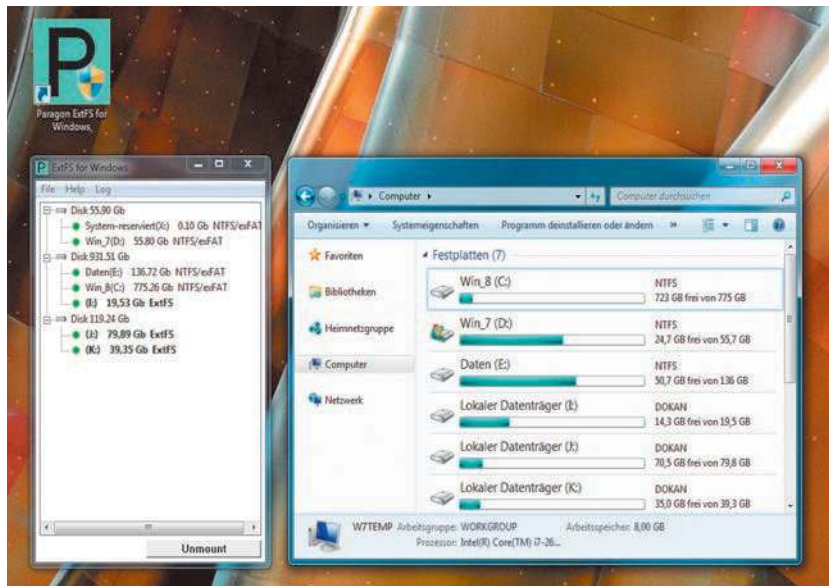 Paragon ExtFS for
Windows
ExtFS for Windows
File Help Log
Disk 55,90 Gb
System-reserviert(X:) 0.10 Gb NTFS/exFAT
Win_7(D:) 55.80 Gb NTFS/exFAT
Disk 931.51 Gb
Daten(E:) 136.72 Gb NTFS/exFAT
Win_8(C:) 775.26 Gb NTFS/exFAT
(I:) 19,53 Gb ExtFS
Disk 119.24 Gb
(J:) 79,89 Gb ExtFS
(K:) 39,35 Gb ExtFS
Unmount
Computer
Computer durchsuchen
Organisieren Systemeigenschaften Programm deinstallieren oder ändern »
Favoriten
Bibliotheken
Heimnetzgruppe
Computer
Netzwerk
Festplatten (7)
Win_8 (C:) NTFS
723 GB frei von 775 GB
Win_7 (D:) NTFS
24,7 GB frei von 55,7 GB
Daten (E:) NTFS
50,7 GB frei von 136 GB
Lokaler Datenträger (I:) DOKAN
14,3 GB frei von 19,5 GB
Lokaler Datenträger (J:) DOKAN
70,5 GB frei von 79,8 GB
Lokaler Datenträger (K:) DOKAN
35,0 GB frei von 39,3 GB
W7TEMP Arbeitsgruppe: WORKGROUP Arbeitsspeicher: 8,00 GB
Prozessor: Intel(R) Core(TM) i7-26...